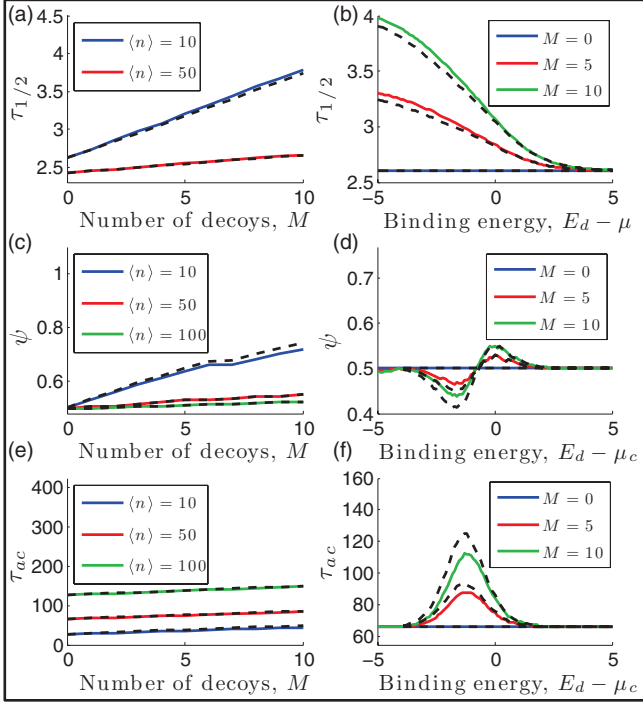 (a)
4.5
4
3.5
3
2.5
τ1/2
⟨n⟩ = 10
⟨n⟩ = 50
0 5 10
Number of decoys, M
(b)
4
3.5
3
2.5
τ1/2
M = 0
M = 5
M = 10
−5 0 5
Binding energy, Ed − μ
(c)
1
0.8
0.6
ψ
⟨n⟩ = 10
⟨n⟩ = 50
⟨n⟩ = 100
0 5 10
Number of decoys, M
(d)
0.7
0.6
0.5
0.4
ψ
M = 0
M = 5
M = 10
−5 0 5
Binding energy, Ed − μc
(e)
400
300
200
100
0
τac
⟨n⟩ = 10
⟨n⟩ = 50
⟨n⟩ = 100
0 5 10
Number of decoys, M
(f)
160
140
120
100
80
60
τac
M = 0
M = 5
M = 10
−5 0 5
Binding energy, Ed − μc